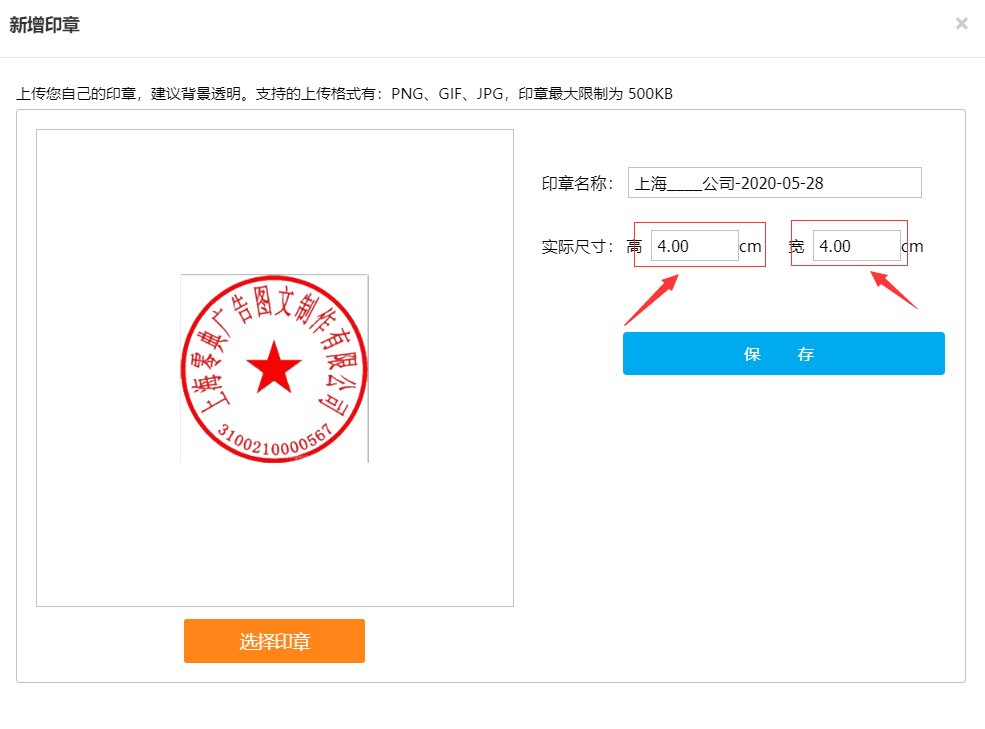 新增印章
×
上传您自己的印章，建议背景透明。支持的上传格式有：PNG、GIF、JPG，印章最大限制为 500KB
印章名称： 上海____公司-2020-05-28
实际尺寸： 高 4.00 cm 宽 4.00 cm
保 存
上海零典广告图文制作有限公司
3100210000567
选择印章